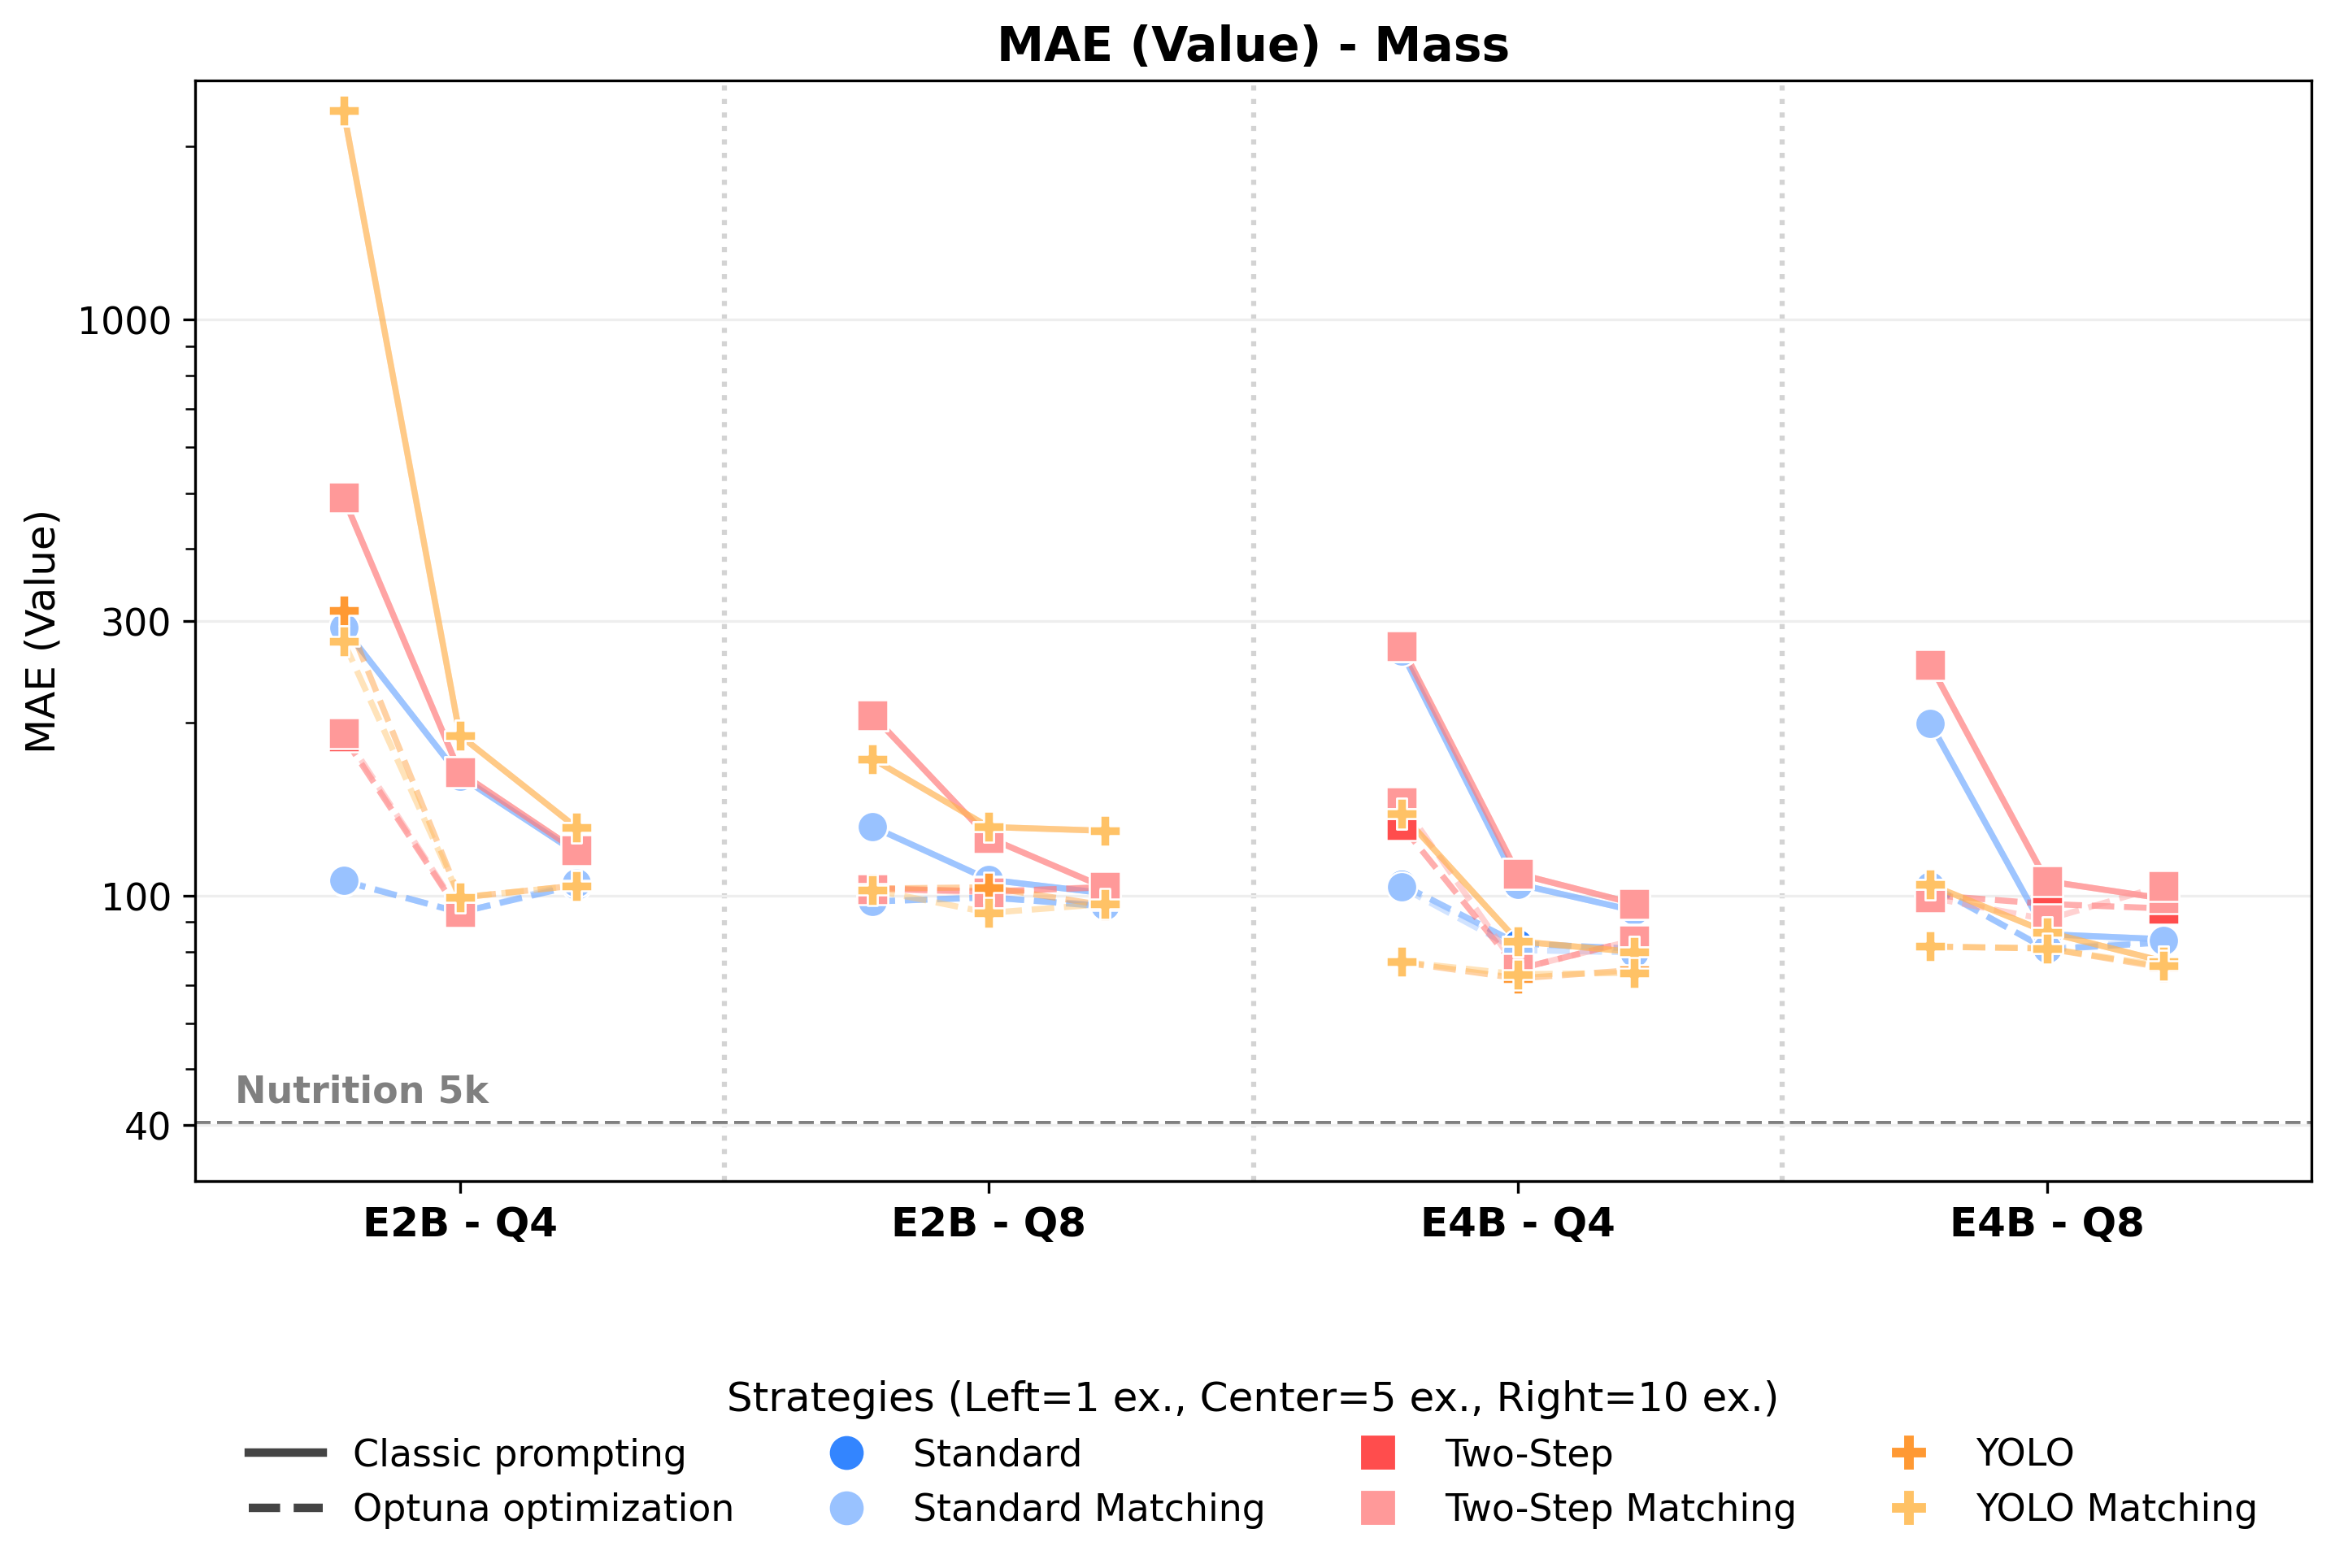 MAE (Value) - Mass
MAE (Value)
1000
300
100
40
Nutrition 5k
E2B - Q4
E2B - Q8
E4B - Q4
E4B - Q8
Strategies (Left=1 ex., Center=5 ex., Right=10 ex.)
Classic prompting
Optuna optimization
Standard
Standard Matching
Two-Step
Two-Step Matching
YOLO
YOLO Matching